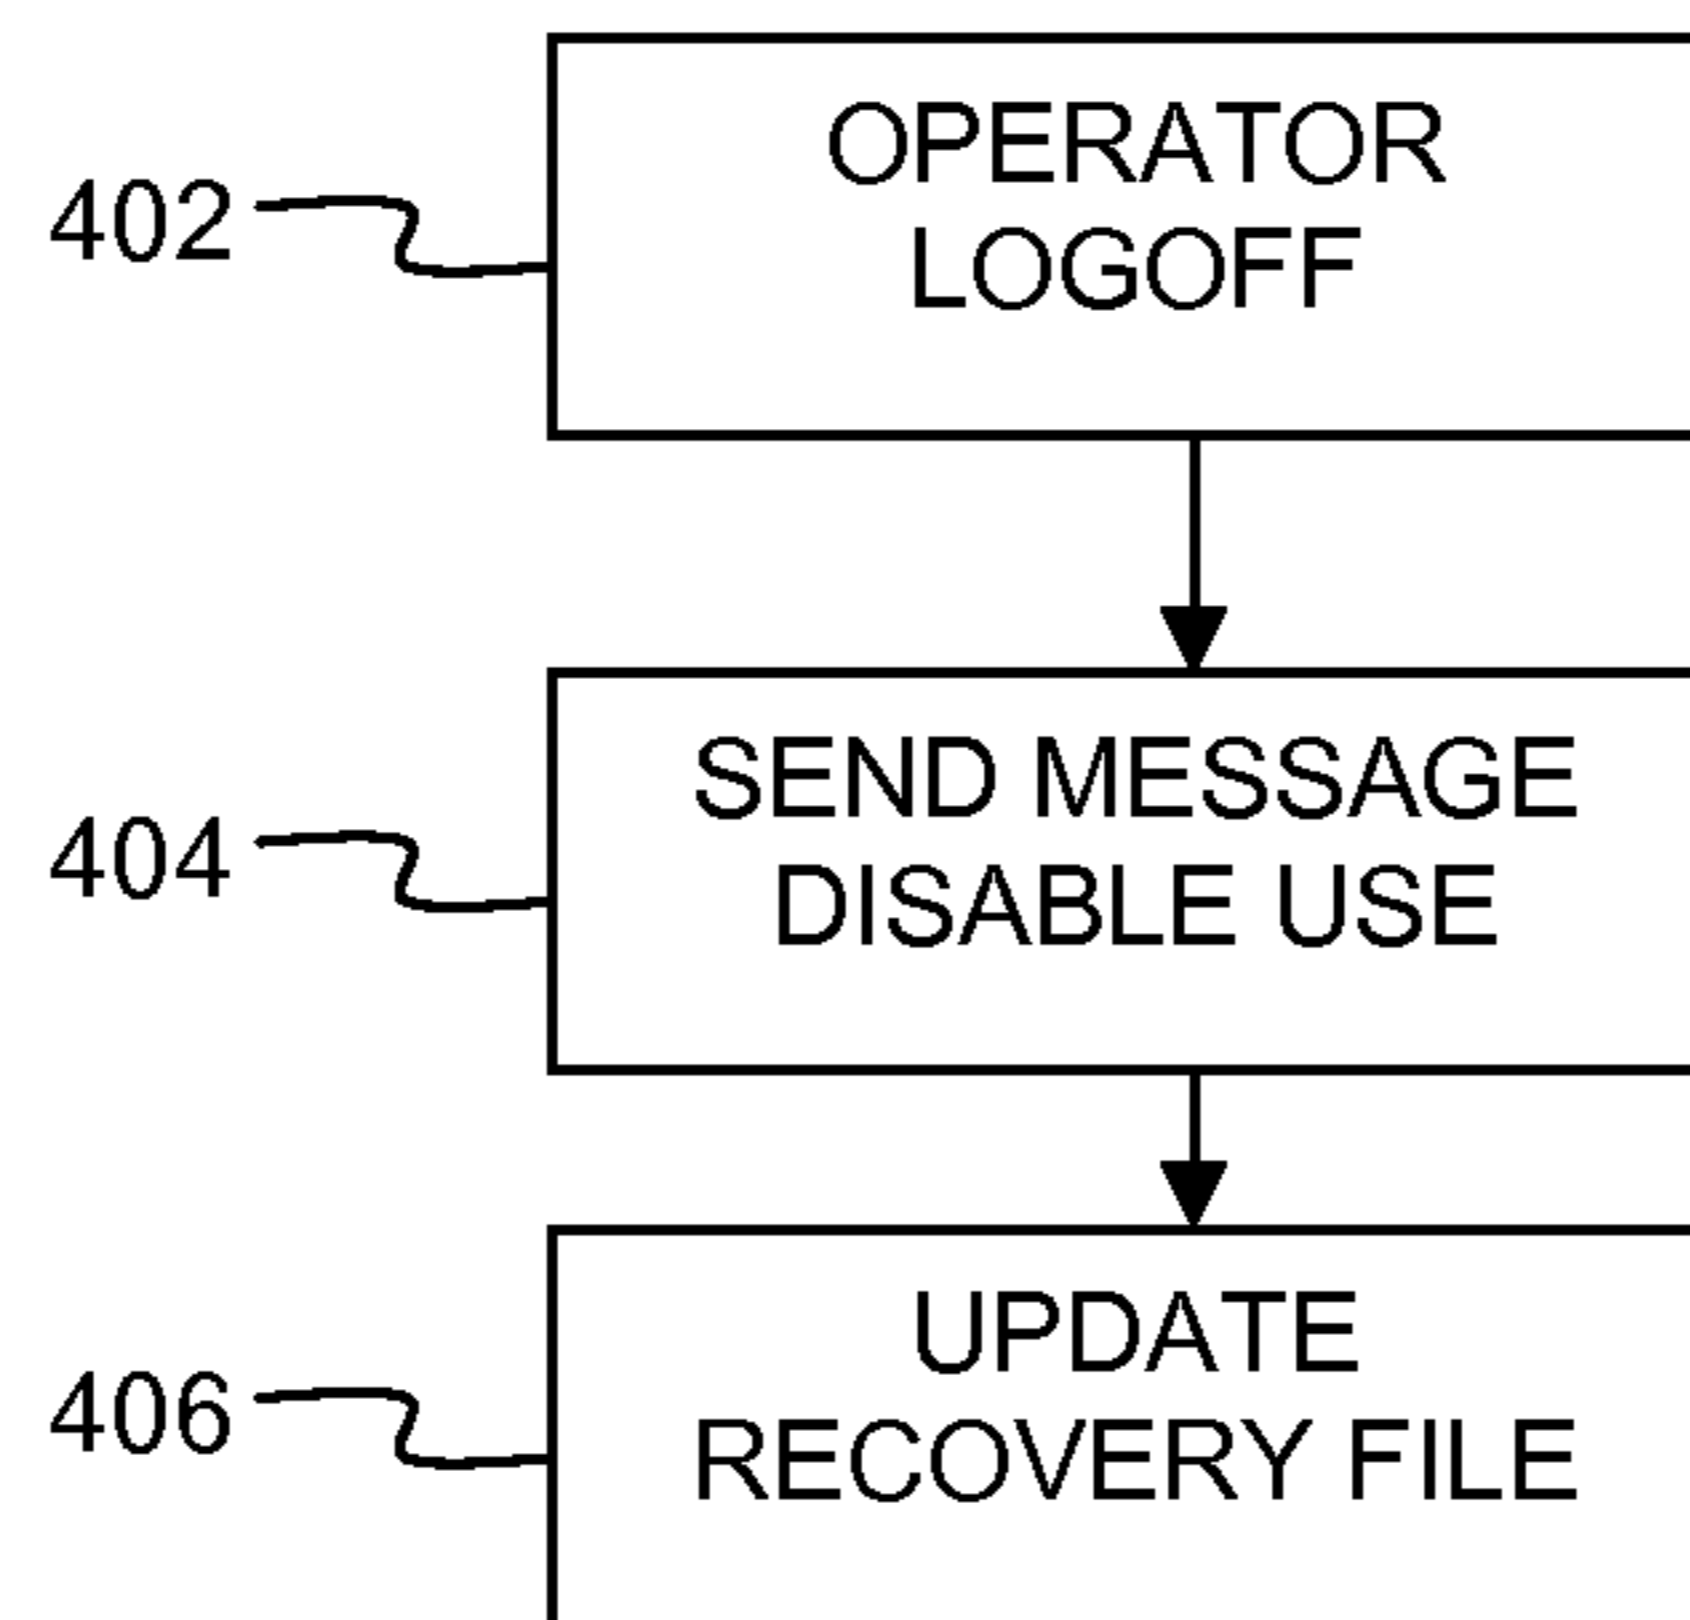 402
OPERATOR
LOGOFF
404
SEND MESSAGE
DISABLE USE
406
UPDATE
RECOVERY FILE